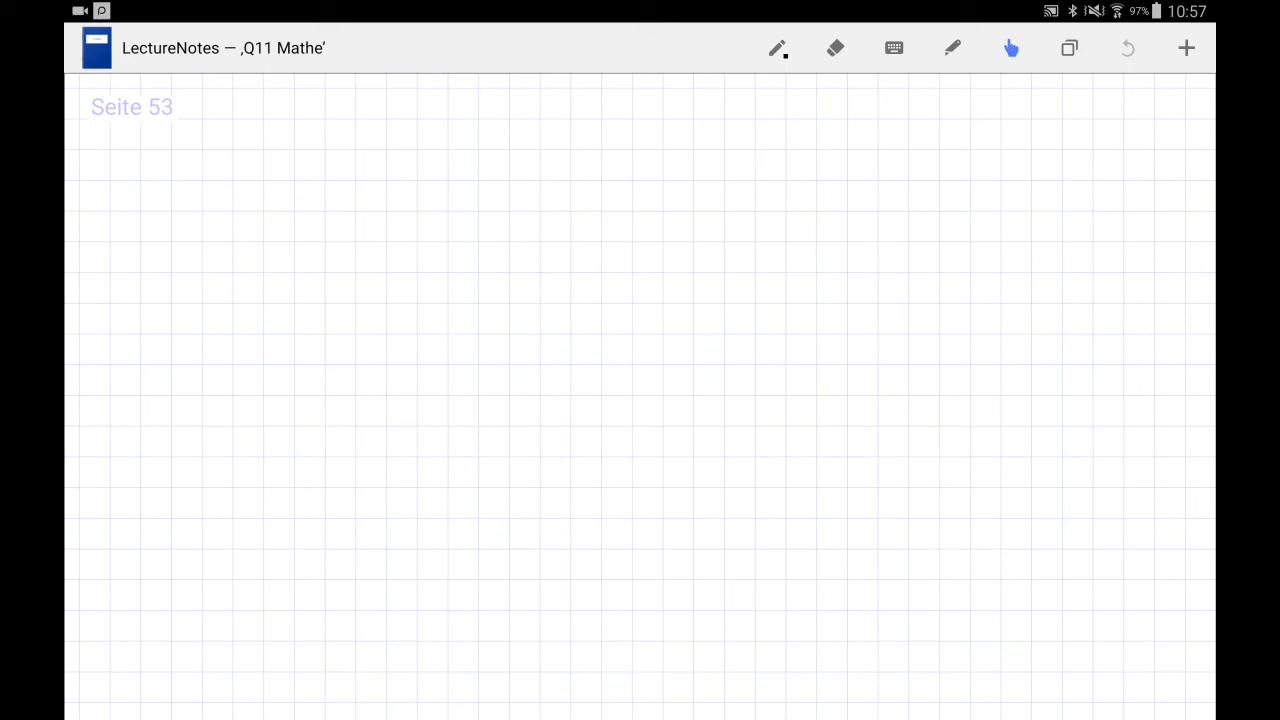 97% 10:57
LectureNotes — ‚Q11 Mathe‘
Seite 53